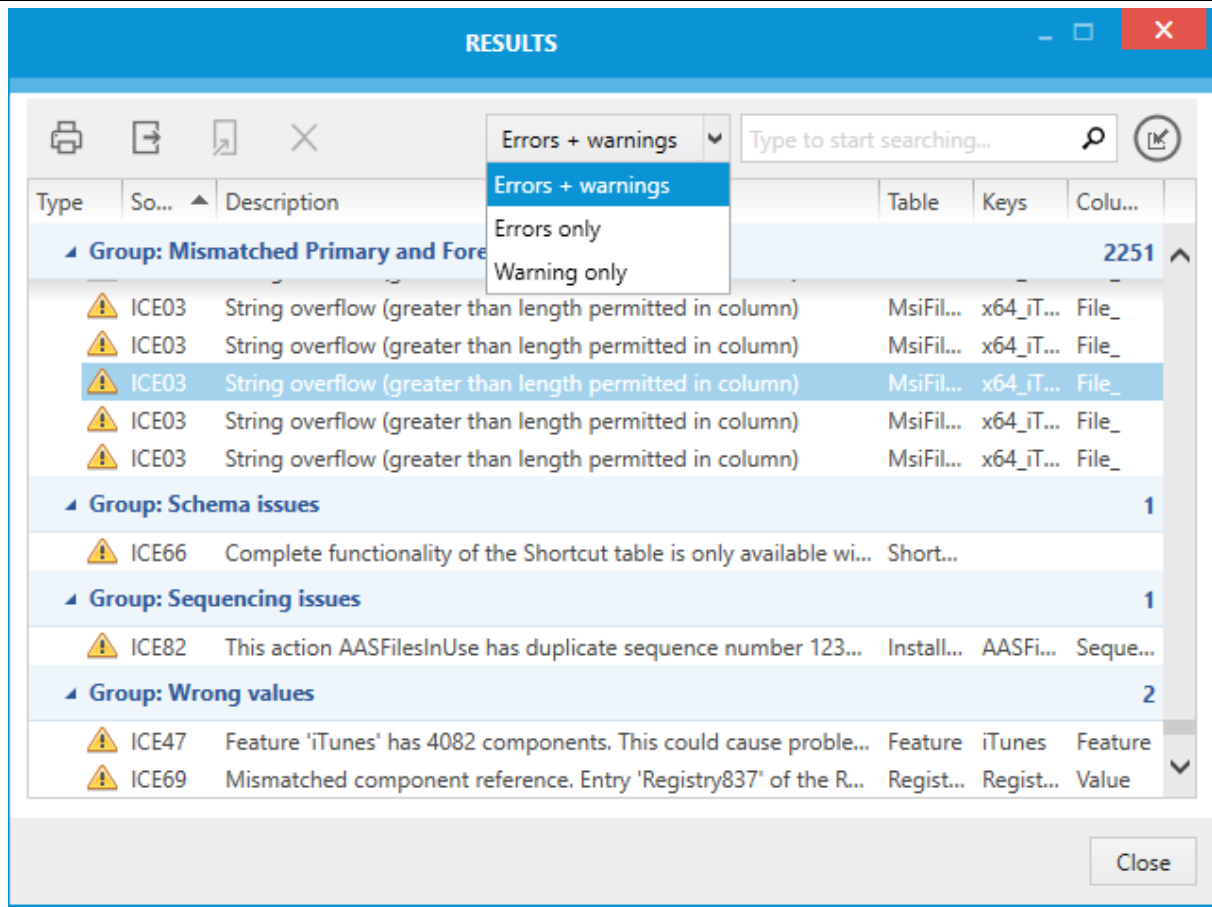 RESULTS
Errors + warnings Type to start searching...
Type So... Description Table Keys Colu...
Errors + warnings
Errors only
Warning only
Group: Mismatched Primary and Fore 2251
ICE03 String overflow (greater than length permitted in column) MsiFil... x64_iT... File_
ICE03 String overflow (greater than length permitted in column) MsiFil... x64_iT... File_
ICE03 String overflow (greater than length permitted in column) MsiFil... x64_iT... File_
ICE03 String overflow (greater than length permitted in column) MsiFil... x64_iT... File_
ICE03 String overflow (greater than length permitted in column) MsiFil... x64_iT... File_
Group: Schema issues 1
ICE66 Complete functionality of the Shortcut table is only available wi... Short...
Group: Sequencing issues 1
ICE82 This action AASFilesInUse has duplicate sequence number 123... Install... AASFi... Seque...
Group: Wrong values 2
ICE47 Feature 'iTunes' has 4082 components. This could cause proble... Feature iTunes Feature
ICE69 Mismatched component reference. Entry 'Registry837' of the R... Regist... Regist... Value
Close